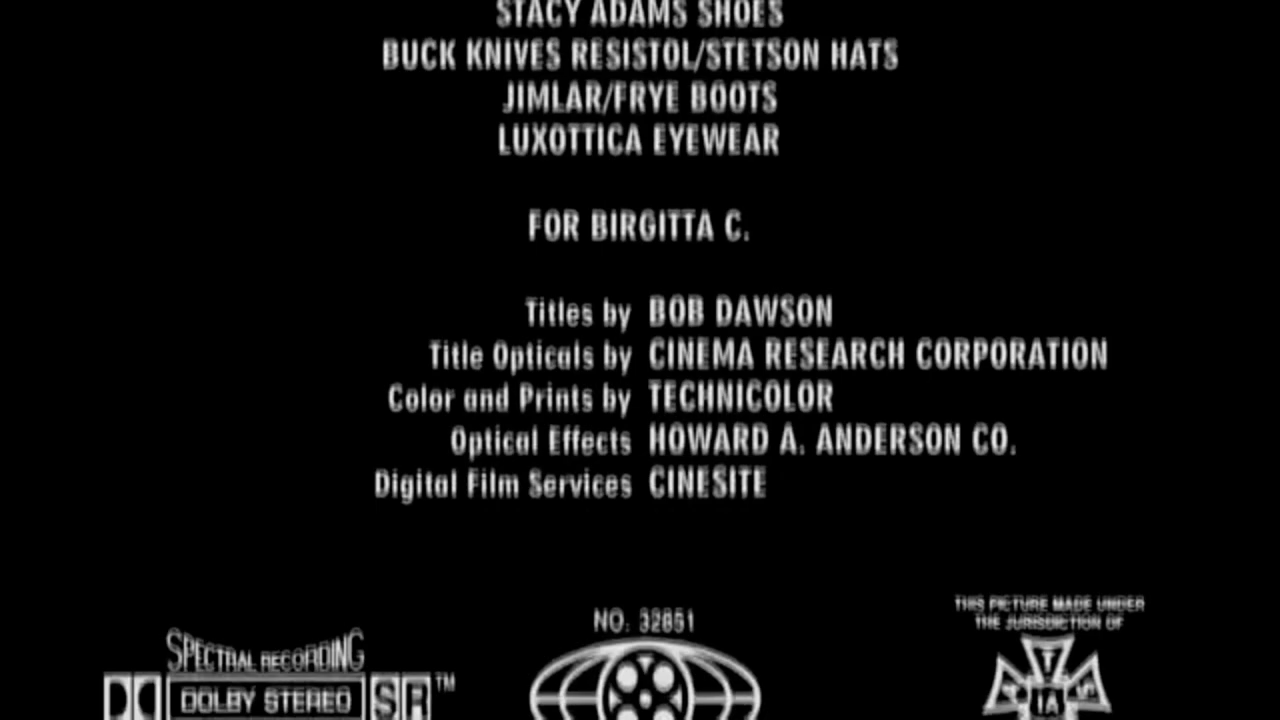 STACY ADAMS SHOES
BUCK KNIVES RESISTOL/STETSON HATS
JIMLAR/FRYE BOOTS
LUXOTTICA EYEWEAR
FOR BIRGITTA C.
Titles by BOB DAWSON
Title Opticals by CINEMA RESEARCH CORPORATION
Color and Prints by TECHNICOLOR
Optical Effects HOWARD A. ANDERSON CO.
Digital Film Services CINESITE
NO. 32851
THIS PICTURE MADE UNDER
THE JURISDICTION OF
SPECTRAL RECORDING
DOLBY STEREO SR™
T
IA